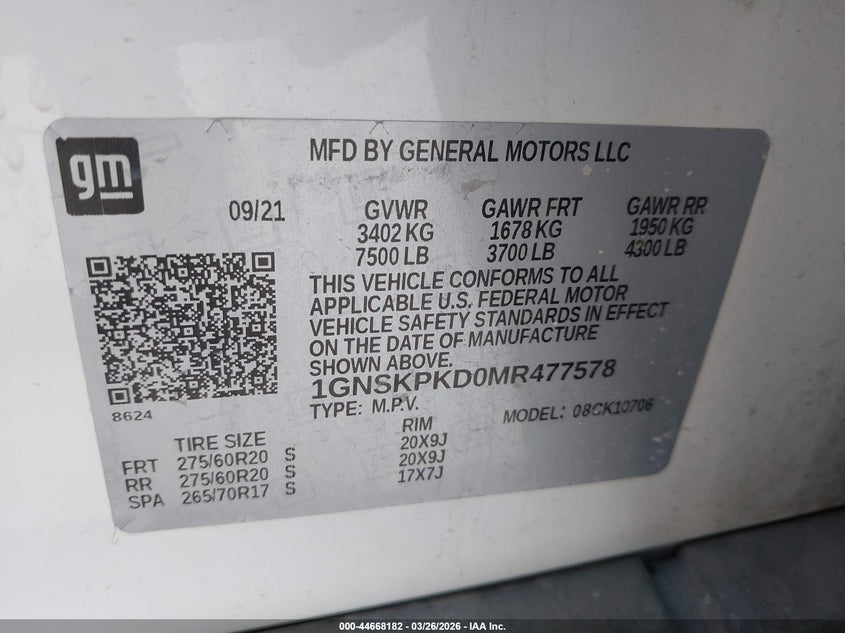 gm
MFD BY GENERAL MOTORS LLC
09/21 GVWR GAWR FRT GAWR RR
3402 KG 1678 KG 1950 KG
7500 LB 3700 LB 4300 LB
THIS VEHICLE CONFORMS TO ALL
APPLICABLE U.S. FEDERAL MOTOR
VEHICLE SAFETY STANDARDS IN EFFECT
ON THE DATE OF MANUFACTURE
SHOWN ABOVE.
1GNSKPKD0MR477578
8624
TYPE: M.P.V. MODEL: 08CK10706
TIRE SIZE RIM
FRT 275/60R20 S 20X9J
RR 275/60R20 S 20X9J
SPA 265/70R17 S 17X7J
000-44668182 - 03/26/2026 - IAA Inc.